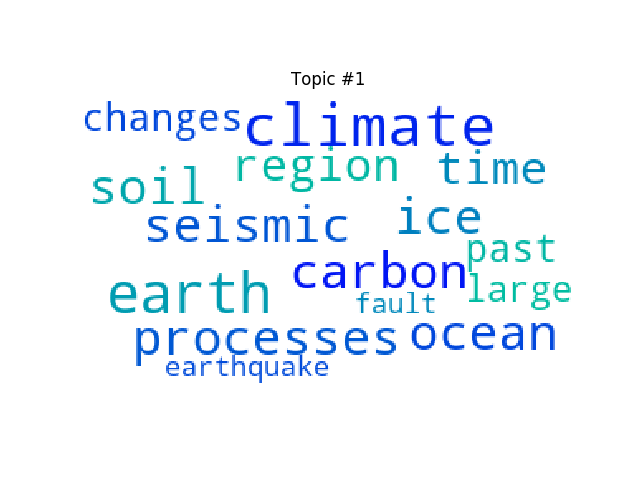 Topic #1
changes climate
region time
soil
seismic ice
past
carbon
earth large
fault
processes ocean
earthquake